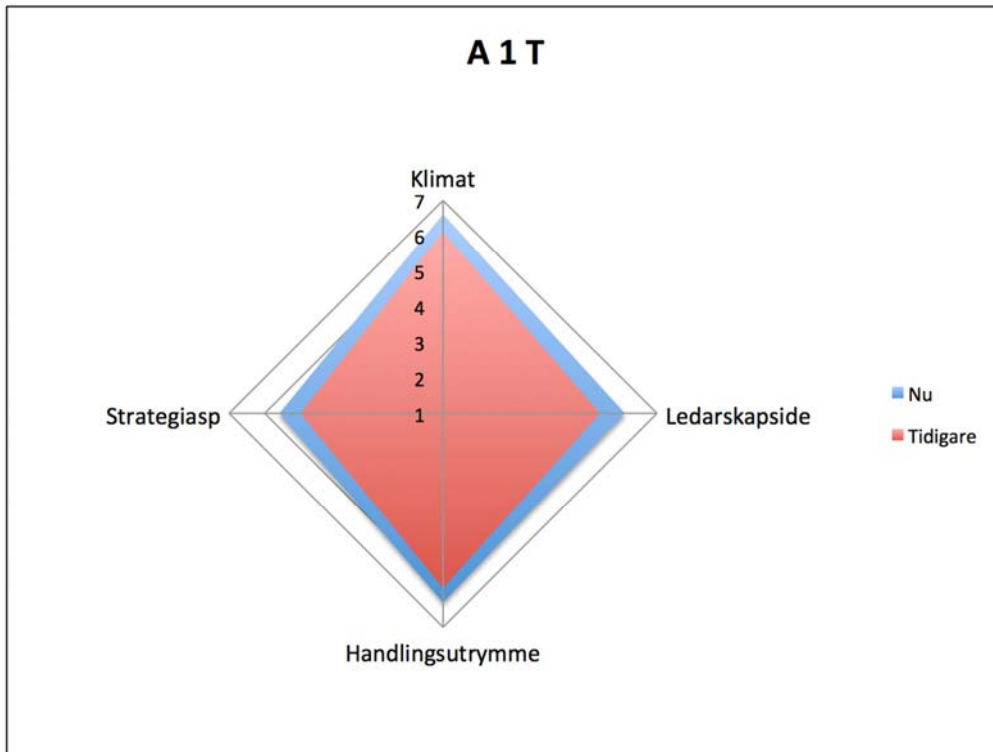 A 1 T
Klimat
7
6
5
4
3
2
1
Strategiasp
Ledarskapside
Handlingsutrymme
Nu
Tidigare